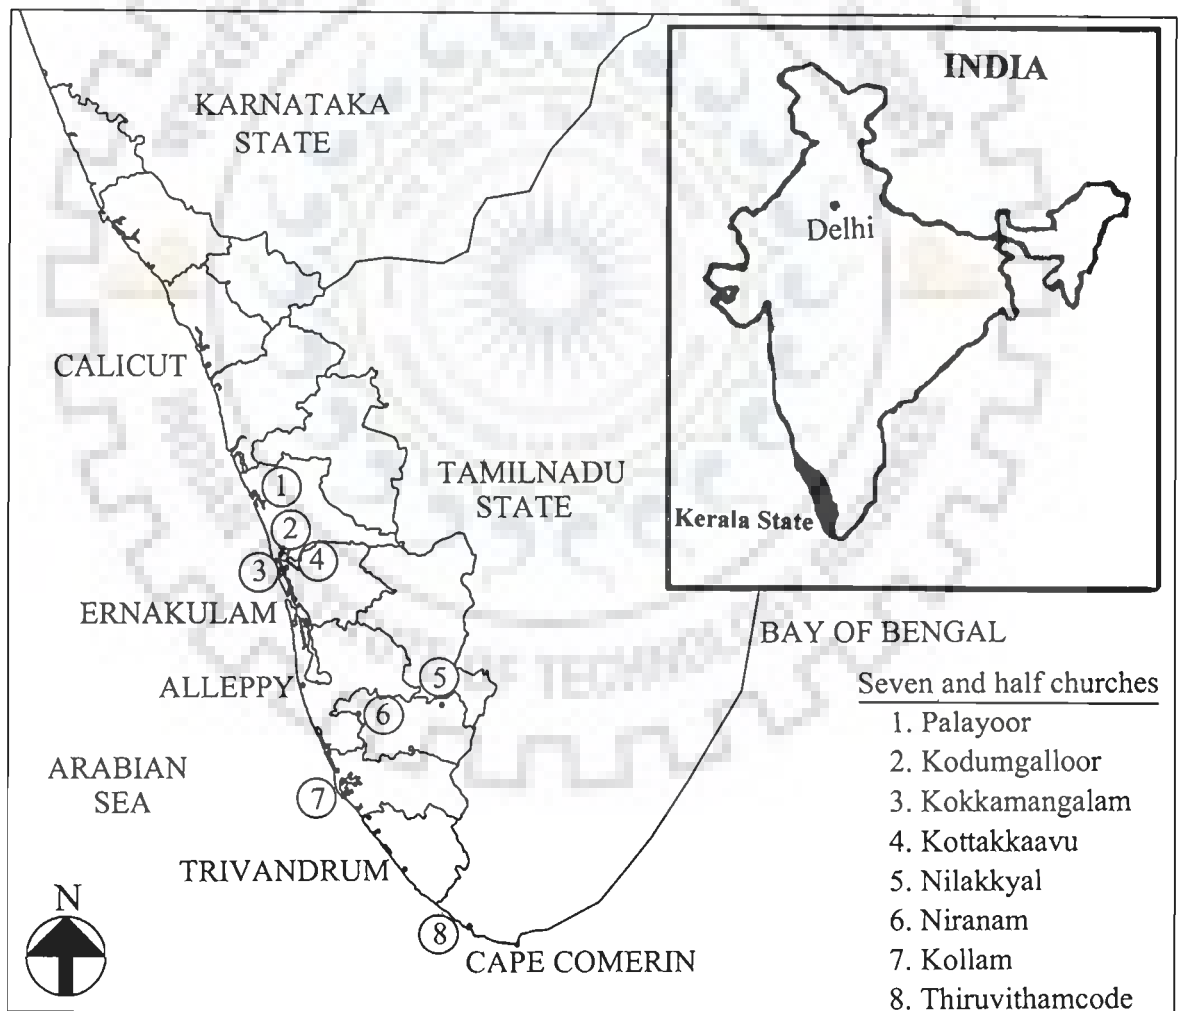 KARNATAKA
STATE
INDIA
Delhi
Kerala State
CALICUT
TAMILNADU
STATE
1
2
3
4
ERNAKULAM
BAY OF BENGAL
ALLEPPY
5
6
ARABIAN
SEA
7
TRIVANDRUM
8
CAPE COMERIN
N
Seven and half churches
1. Palayoor
2. Kodumgalloor
3. Kokkamangalam
4. Kottakkaavu
5. Nilakkyal
6. Niranam
7. Kollam
8. Thiruvithamcode